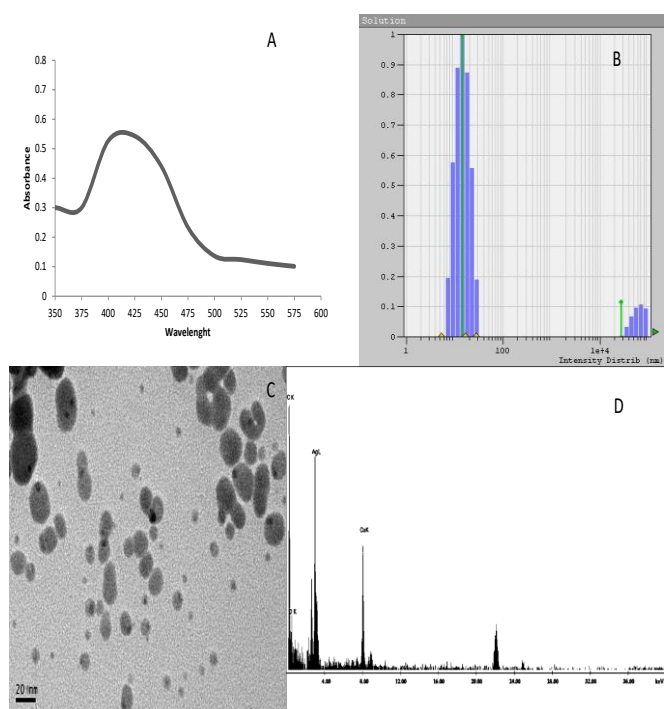 A
0.8
0.7
0.6
0.5
0.4
0.3
0.2
0.1
0
Absorbance
350 375 400 425 450 475 500 525 550 575 600
Wavelenght
Solution
B
1
0.9
0.8
0.7
0.6
0.5
0.4
0.3
0.2
0.1
0
1 100 1e+4
Intensity Distrib (nm)
C
20 nm
D
AgL
CuK
4.00 8.00 12.00 16.00 20.00 24.00 28.00 32.00 36.00 keV